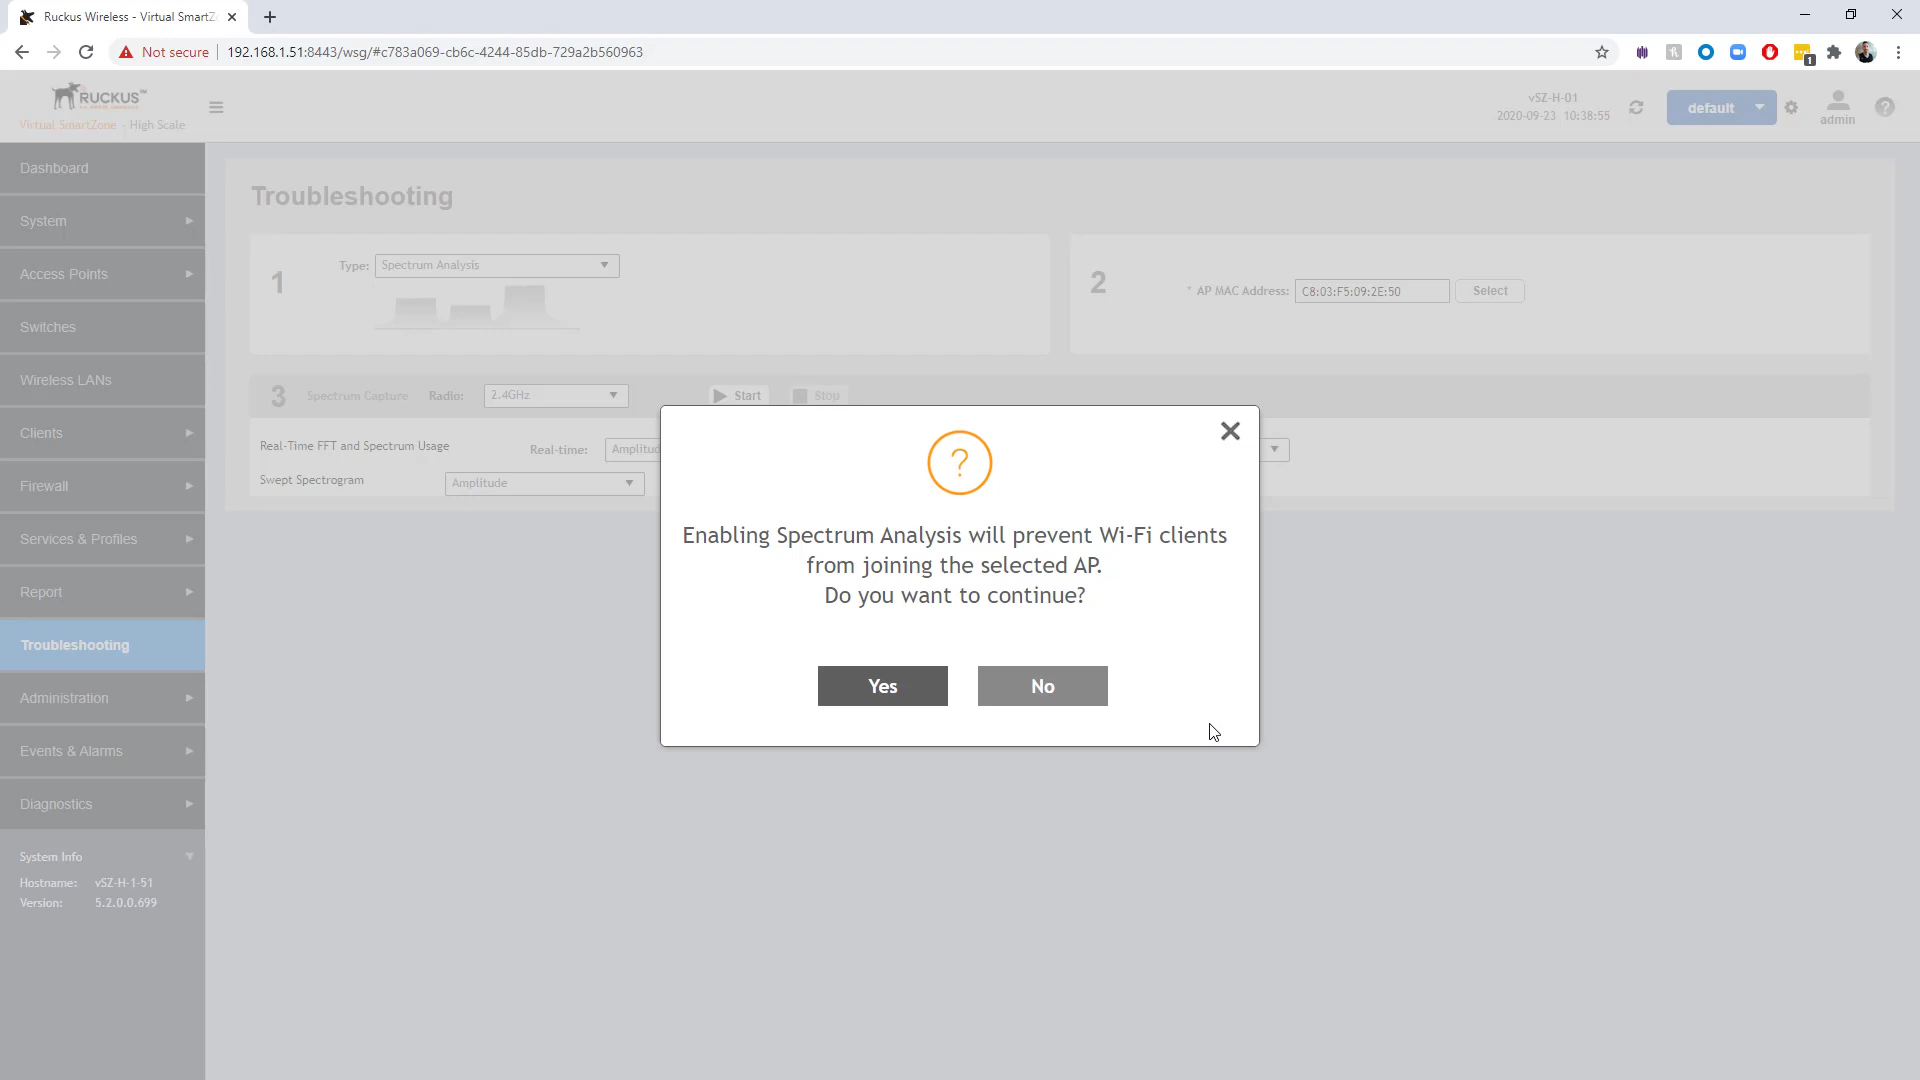 Ruckus Wireless - Virtual SmartZ
Not secure
192.168.1.51:8443/wsg/#c783a069-cb6c-4244-85db-729a2b560963
1
RUCKUS™
Virtual SmartZone - High Scale
vSZ-H-01
2020-09-23 10:38:55
default
admin
?
Dashboard
System
Access Points
Switches
Wireless LANs
Clients
Firewall
Services & Profiles
Report
Troubleshooting
Administration
Events & Alarms
Diagnostics
System Info
Hostname: vSZ-H-1-51
Version: 5.2.0.0.699
Troubleshooting
1
Type: Spectrum Analysis
2
* AP MAC Address: C8:03:F5:09:2E:50 Select
3 Spectrum Capture Radio: 2.4GHz Start Stop
Real-Time FFT and Spectrum Usage Real-time:
Swept Spectrogram Amplitude
?
Enabling Spectrum Analysis will prevent Wi-Fi clients
from joining the selected AP.
Do you want to continue?
Yes No